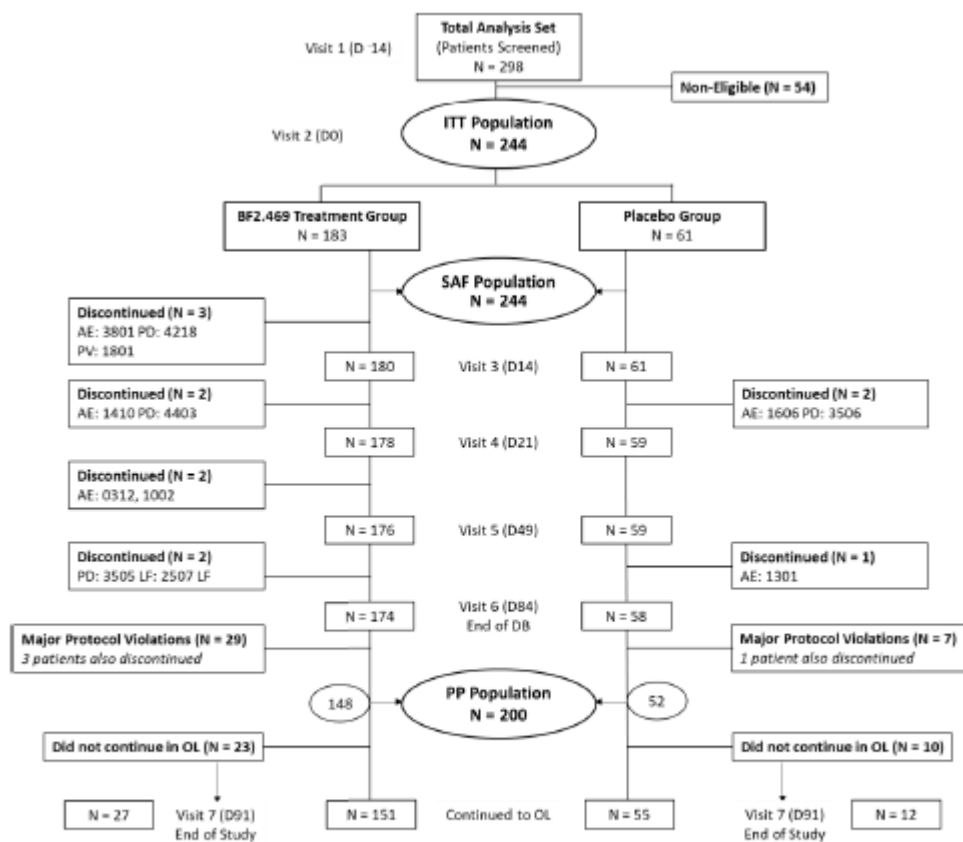 Total Analysis Set
(Patients Screened)
N = 298
Visit 1 (D -14)
Non-Eligible (N = 54)
ITT Population
N = 244
Visit 2 (D0)
BF2.469 Treatment Group
N = 183
Placebo Group
N = 61
SAF Population
N = 244
Discontinued (N = 3)
AE: 3801 PD: 4218
PV: 1801
N = 180
Visit 3 (D14)
N = 61
Discontinued (N = 2)
AE: 1410 PD: 4403
Discontinued (N = 2)
AE: 1606 PD: 3506
N = 178
Visit 4 (D21)
N = 59
Discontinued (N = 2)
AE: 0312, 1002
N = 176
Visit 5 (D49)
N = 59
Discontinued (N = 2)
PD: 3505 LF: 2507 LF
Discontinued (N = 1)
AE: 1301
N = 174
Visit 6 (D84)
End of DB
N = 58
Major Protocol Violations (N = 29)
3 patients also discontinued
Major Protocol Violations (N = 7)
1 patient also discontinued
148
PP Population
N = 200
52
Did not continue in OL (N = 23)
Did not continue in OL (N = 10)
N = 27
Visit 7 (D91)
End of Study
N = 151
Continued to OL
N = 55
Visit 7 (D91)
End of Study
N = 12